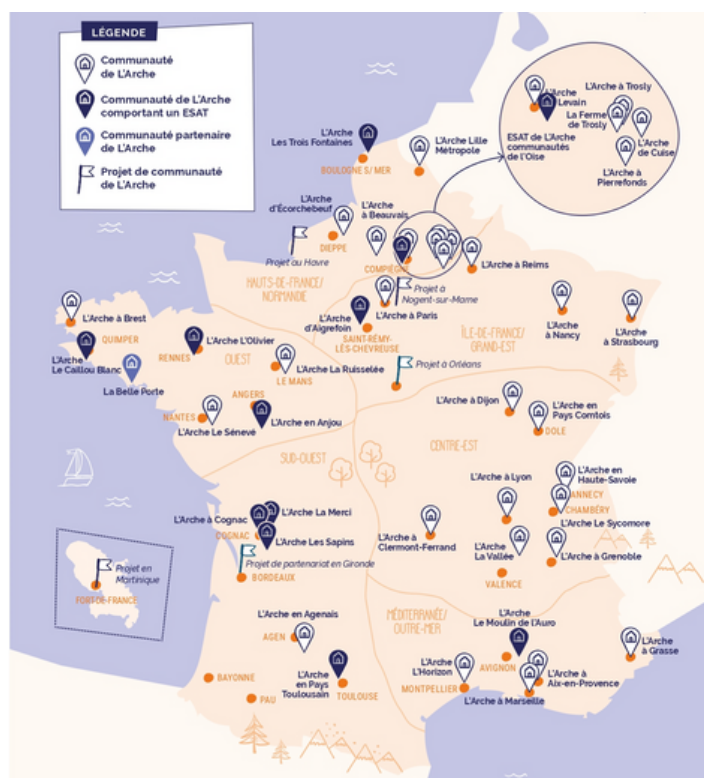 LÉGENDE
Communauté
de L'Arche
Communauté de L'Arche
comportant un ESAT
Communauté partenaire
de L'Arche
Projet de communauté
de L'Arche
L'Arche
Levain
L'Arche à Trosly
La Ferme
de Trosly
ESAT de L'Arche
communautés
de l'Oise
L'Arche
de Cuise
L'Arche à
Pierrefonds
L'Arche
Les Trois Fontaines
BOULOGNE S/ MER
L'Arche Lille
Métropole
L'Arche
d'Écorchebeuf
L'Arche
à Beauvais
DIEPPE
Projet au Havre
COMPIÈGNE
L'Arche à Reims
HAUTS-DE-FRANCE/
NORMANDIE
Projet à
Nogent-sur-Marne
L'Arche
d'Aigrefoin
L'Arche à Paris
SAINT-RÉMY-
LÈS-CHEVREUSE
ÎLE-DE-FRANCE/
GRAND-EST
L'Arche
à Nancy
L'Arche à
Strasbourg
L'Arche à Brest
QUIMPER
L'Arche
Le Caillou Blanc
La Belle Porte
RENNES
L'Arche L'Olivier
OUEST
L'Arche La Ruisselée
LE MANS
Projet à Orléans
ANGERS
NANTES
L'Arche en Anjou
L'Arche Le Sénevé
L'Arche à Dijon
L'Arche en
Pays Comtois
DOLE
SUD-OUEST
CENTRE-EST
L'Arche en
Haute-Savoie
ANNECY
CHAMBÉRY
L'Arche à Lyon
L'Arche Le Sycomore
L'Arche à Cognac
L'Arche La Merci
COGNAC
L'Arche Les Sapins
L'Arche à
Clermont-Ferrand
L'Arche
La Vallée
L'Arche à Grenoble
VALENCE
Projet de partenariat en Gironde
BORDEAUX
Projet en
Martinique
FORT-DE-FRANCE
L'Arche en Agenais
AGEN
MÉDITERRANÉE/
OUTRE-MER
L'Arche
Le Moulin de l'Auro
AVIGNON
L'Arche
à Grasse
L'Arche
en Pays
Toulousain
TOULOUSE
L'Arche
L'Horizon
MONTPELLIER
L'Arche à
Aix-en-Provence
L'Arche à Marseille
BAYONNE
PAU